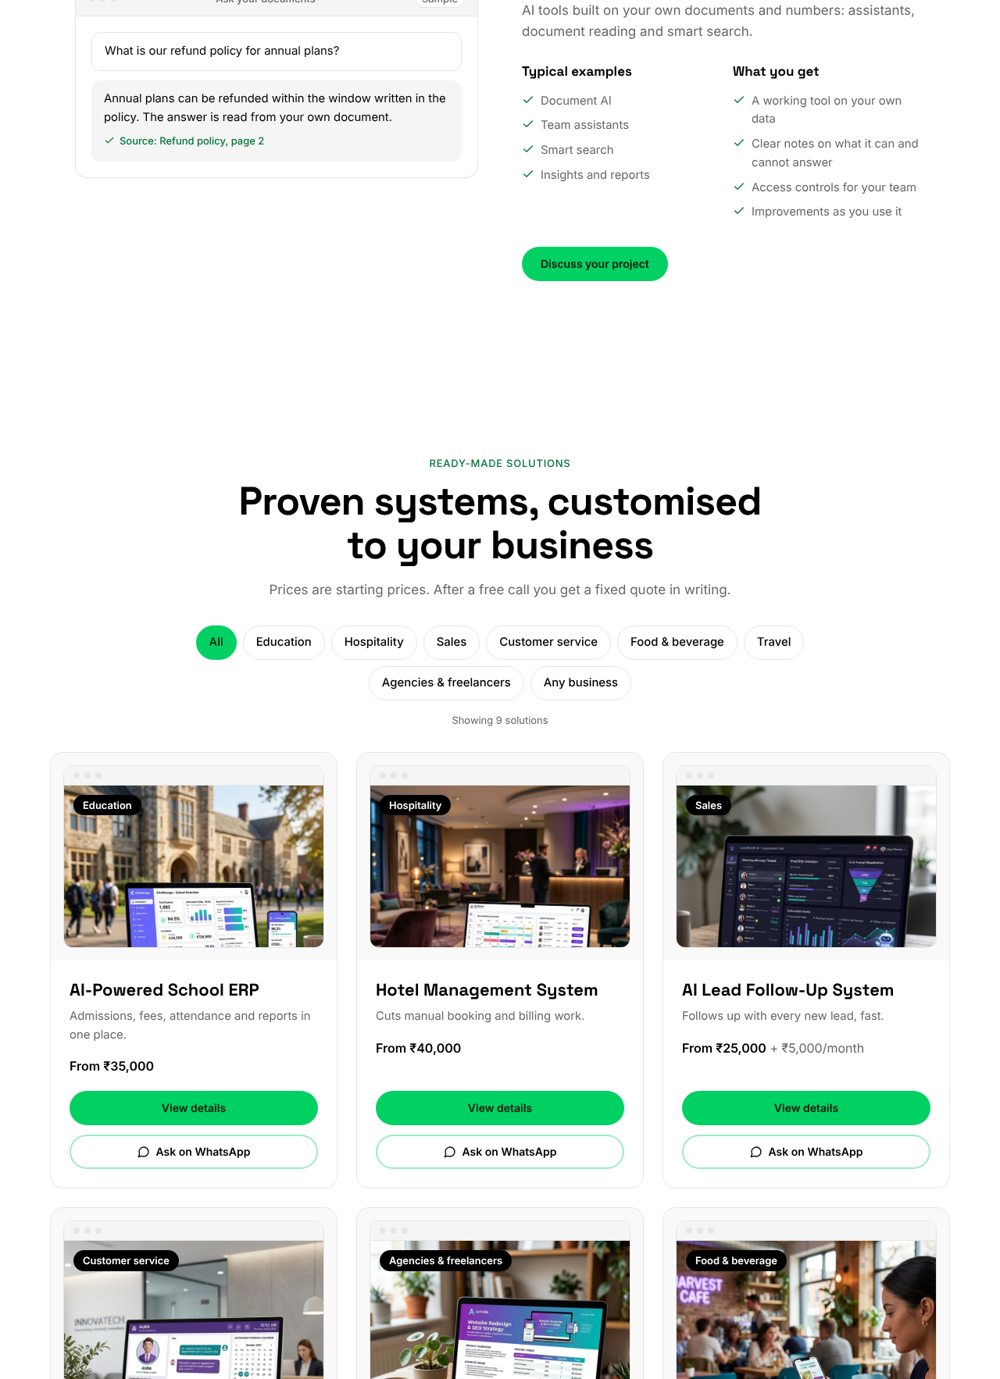 What is our refund policy for annual plans?
Annual plans can be refunded within the window written in the
policy. The answer is read from your own document.
Source: Refund policy, page 2
AI tools built on your own documents and numbers: assistants,
document reading and smart search.
Typical examples
Document AI
Team assistants
Smart search
Insights and reports
What you get
A working tool on your own
data
Clear notes on what it can and
cannot answer
Access controls for your team
Improvements as you use it
Discuss your project
READY-MADE SOLUTIONS
Proven systems, customised
to your business
Prices are starting prices. After a free call you get a fixed quote in writing.
All
Education
Hospitality
Sales
Customer service
Food & beverage
Travel
Agencies & freelancers
Any business
Showing 9 solutions
Education
AI-Powered School ERP
Admissions, fees, attendance and reports in
one place.
From ₹35,000
View details
Ask on WhatsApp
Hospitality
Hotel Management System
Cuts manual booking and billing work.
From ₹40,000
View details
Ask on WhatsApp
Sales
AI Lead Follow-Up System
Follows up with every new lead, fast.
From ₹25,000 + ₹5,000/month
View details
Ask on WhatsApp
Customer service
INNOVATECH
AURA
Agencies & freelancers
Website Redesign
& SEO Strategy
Food & beverage
HARVEST
CAFE